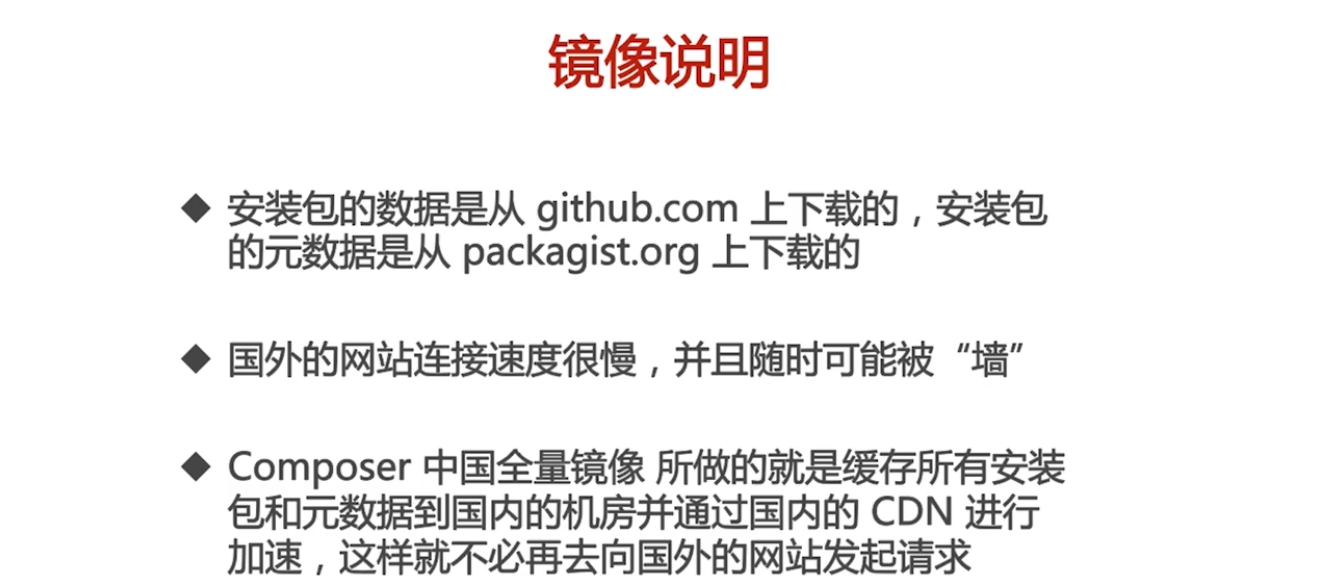 镜像说明
◆ 安装包的数据是从 github.com 上下载的，安装包
的元数据是从 packagist.org 上下载的
◆ 国外的网站连接速度很慢，并且随时可能被“墙”
◆ Composer 中国全量镜像 所做的就是缓存所有安装
包和元数据到国内的机房并通过国内的 CDN 进行
加速，这样就不必再去向国外的网站发起请求